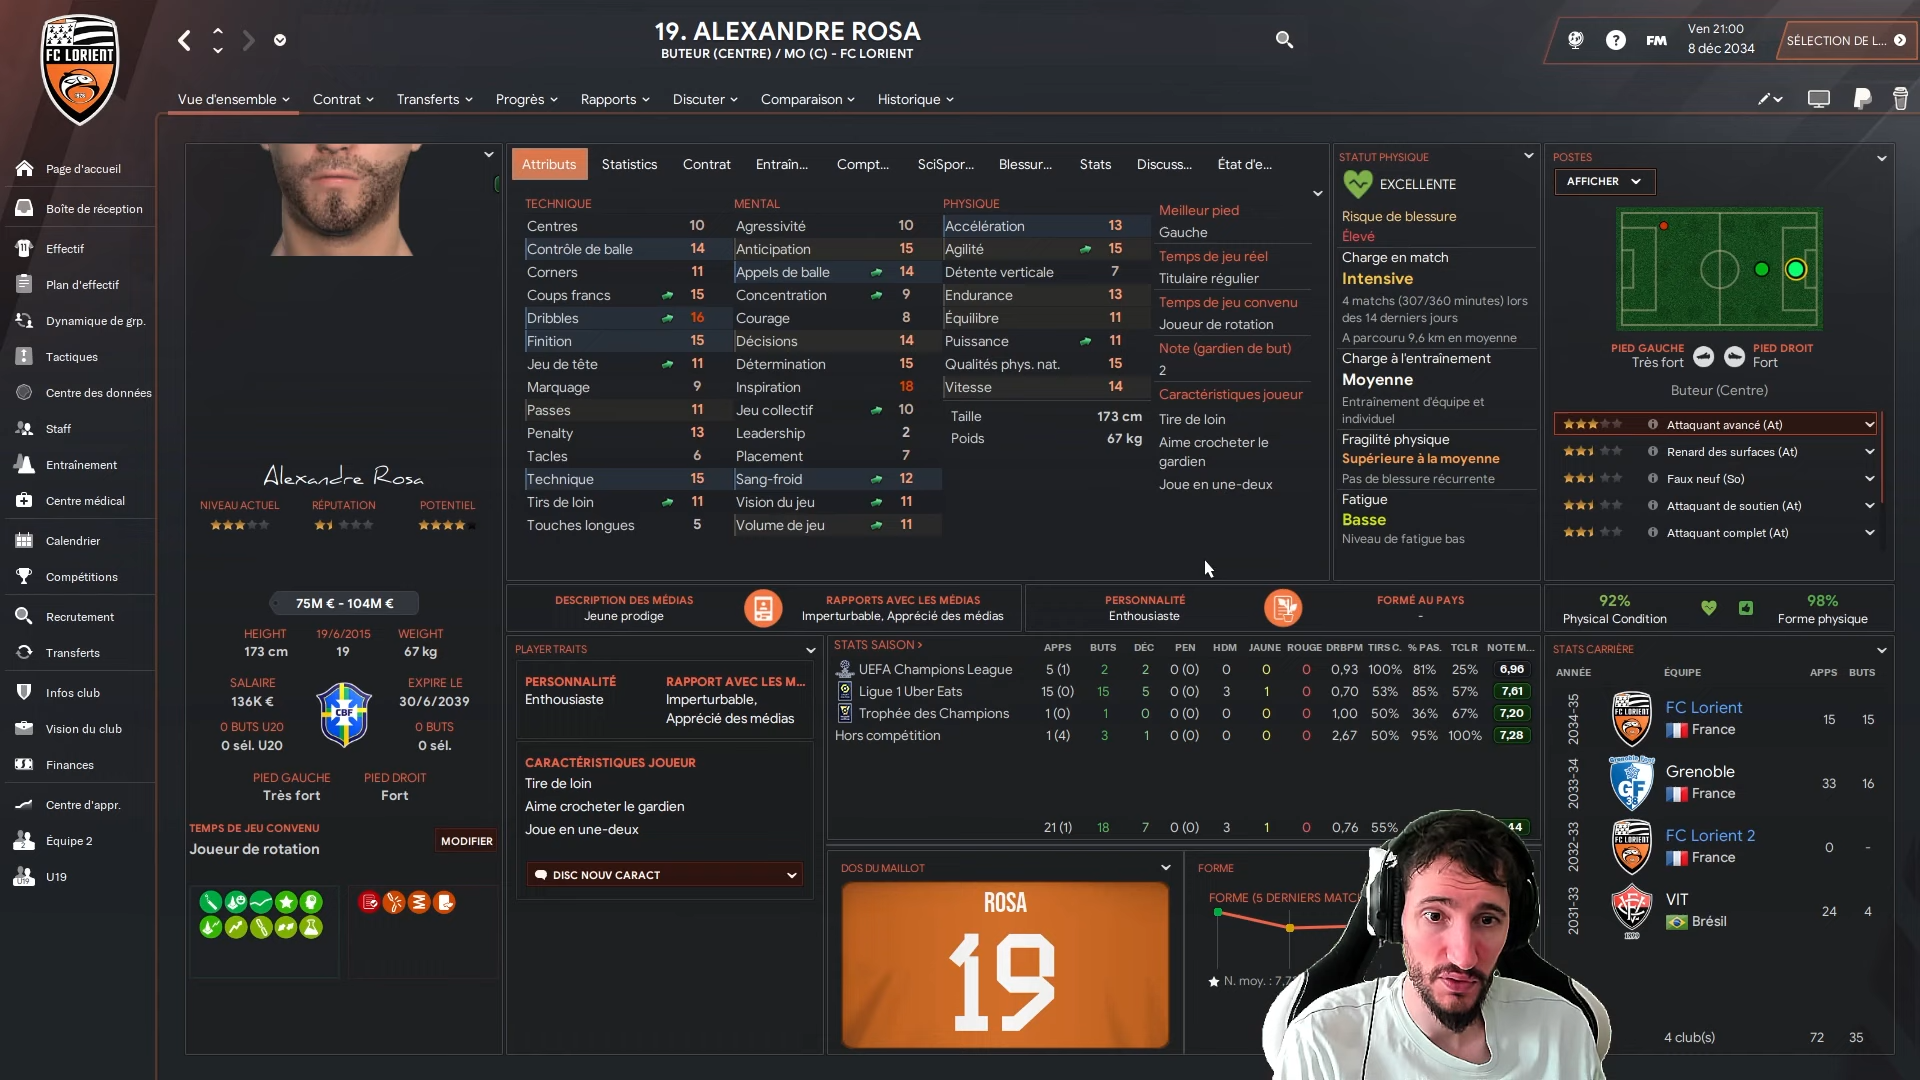 19. ALEXANDRE ROSA
BUTEUR (CENTRE) / MO (C) - FC LORIENT
FC LORIENT
Ven 21:00
8 déc 2034
FM
SÉLECTION DE L...
Vue d'ensemble
Contrat
Transferts
Progrès
Rapports
Discuter
Comparaison
Historique
Page d'accueil
Boîte de réception
Effectif
Plan d'effectif
Dynamique de grp.
Tactiques
Centre des données
Staff
Entraînement
Centre médical
Calendrier
Compétitions
Recrutement
Transferts
Infos club
Vision du club
Finances
Centre d'appr.
Équipe 2
U19
Alexandre Rosa
NIVEAU ACTUEL RÉPUTATION POTENTIEL
75M € - 104M €
HEIGHT 19/6/2015 WEIGHT
173 cm 19 67 kg
SALAIRE EXPIRE LE
136K € 30/6/2039
CBF
0 BUTS U20 0 BUTS
0 sél. U20 0 sél.
PIED GAUCHE PIED DROIT
Très fort Fort
TEMPS DE JEU CONVENU
Joueur de rotation
MODIFIER
Attributs Statistics Contrat Entraîn... Compt... SciSpor... Blessur... Stats Discuss... État d'e...
TECHNIQUE
Centres 10
Contrôle de balle 14
Corners 11
Coups francs 15
Dribbles 16
Finition 15
Jeu de tête 11
Marquage 9
Passes 11
Penalty 13
Tacles 6
Technique 15
Tirs de loin 11
Touches longues 5
MENTAL
Agressivité 10
Anticipation 15
Appels de balle 14
Concentration 9
Courage 8
Décisions 14
Détermination 15
Inspiration 18
Jeu collectif 10
Leadership 2
Placement 7
Sang-froid 12
Vision du jeu 11
Volume de jeu 11
PHYSIQUE
Accélération 13
Agilité 15
Détente verticale 7
Endurance 13
Équilibre 11
Puissance 11
Qualités phys. nat. 15
Vitesse 14
Taille 173 cm
Poids 67 kg
Meilleur pied
Gauche
Temps de jeu réel
Titulaire régulier
Temps de jeu convenu
Joueur de rotation
Note (gardien de but)
2
Caractéristiques joueur
Tire de loin
Aime crocheter le
gardien
Joue en une-deux
STATUT PHYSIQUE
EXCELLENTE
Risque de blessure
Élevé
Charge en match
Intensive
4 matchs (307/360 minutes) lors
des 14 derniers jours
A parcouru 9,6 km en moyenne
Charge à l'entraînement
Moyenne
Entraînement d'équipe et
individuel
Fragilité physique
Supérieure à la moyenne
Pas de blessure récurrente
Fatigue
Basse
Niveau de fatigue bas
POSTES
AFFICHER
PIED GAUCHE PIED DROIT
Très fort Fort
Buteur (Centre)
Attaquant avancé (At)
Renard des surfaces (At)
Faux neuf (So)
Attaquant de soutien (At)
Attaquant complet (At)
DESCRIPTION DES MÉDIAS
Jeune prodige
RAPPORTS AVEC LES MÉDIAS
Imperturbable, Apprécié des médias
PERSONNALITÉ
Enthousiaste
FORMÉ AU PAYS
-
92%
Physical Condition
98%
Forme physique
PLAYER TRAITS
PERSONNALITÉ
Enthousiaste
RAPPORT AVEC LES M...
Imperturbable,
Apprécié des médias
CARACTÉRISTIQUES JOUEUR
Tire de loin
Aime crocheter le gardien
Joue en une-deux
DISC NOUV CARACT
STATS SAISON > APPS BUTS DÉC PEN HDM JAUNE ROUGE DRBPM TIRS C. % PAS. TCL R NOTE M...
UEFA Champions League 5 (1) 2 2 0 (0) 0 0 0 0,93 100% 81% 25% 6,96
Ligue 1 Uber Eats 15 (0) 15 5 0 (0) 3 1 0 0,70 53% 85% 57% 7,61
Trophée des Champions 1 (0) 1 0 0 (0) 0 0 0 1,00 50% 36% 67% 7,20
Hors compétition 1 (4) 3 1 0 (0) 0 0 0 2,67 50% 95% 100% 7,28
21 (1) 18 7 0 (0) 3 1 0 0,76 55% 44
DOS DU MAILLOT
ROSA
19
FORME
FORME (5 DERNIERS MATC
N. moy. : 7,7
STATS CARRIÈRE
ANNÉE ÉQUIPE APPS BUTS
2034-35 FC Lorient France 15 15
2033-34 Grenoble France 33 16
2032-33 FC Lorient 2 France 0 -
2031-33 VIT Brésil 24 4
4 club(s) 72 35